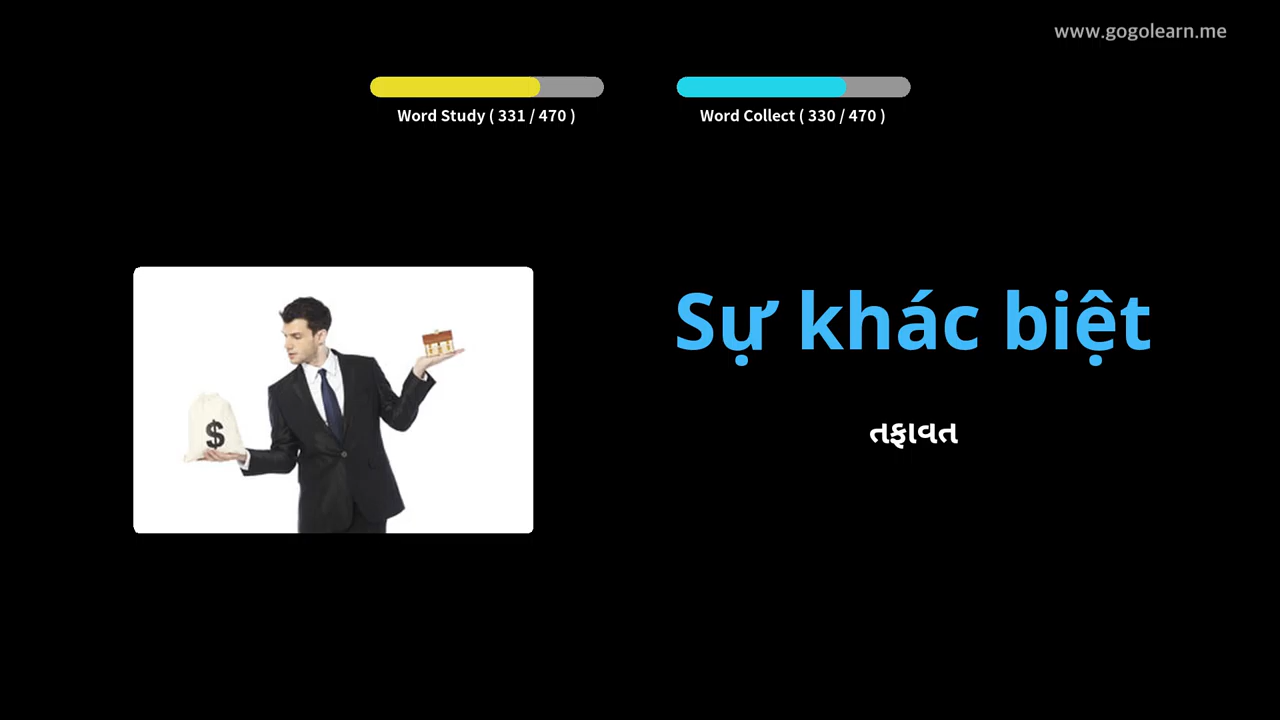 www.gogolearn.me
Word Study ( 331 / 470 )
Word Collect ( 330 / 470 )
$
Sự khác biệt
તફાવત